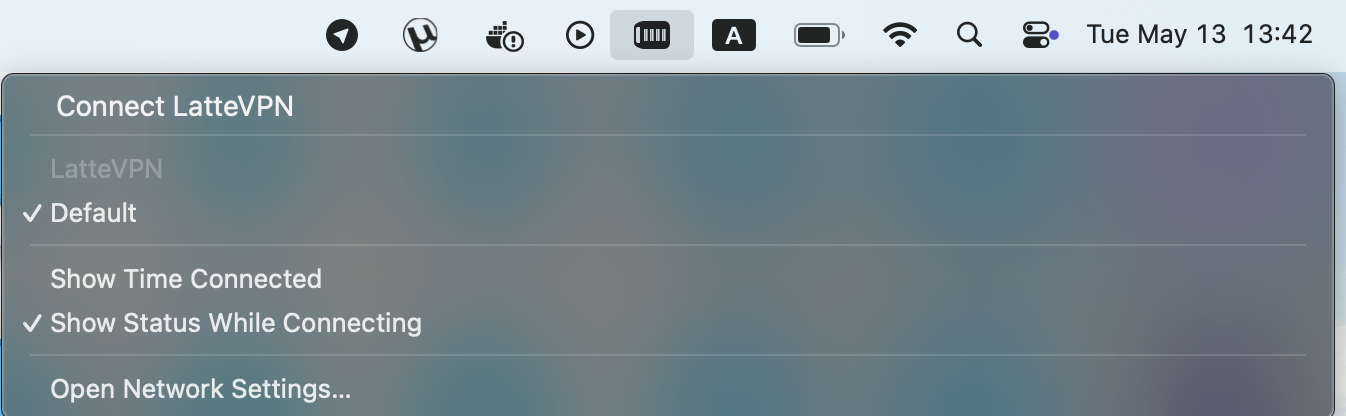 A
Tue May 13 13:42
Connect LatteVPN
LatteVPN
✓ Default
Show Time Connected
✓ Show Status While Connecting
Open Network Settings...